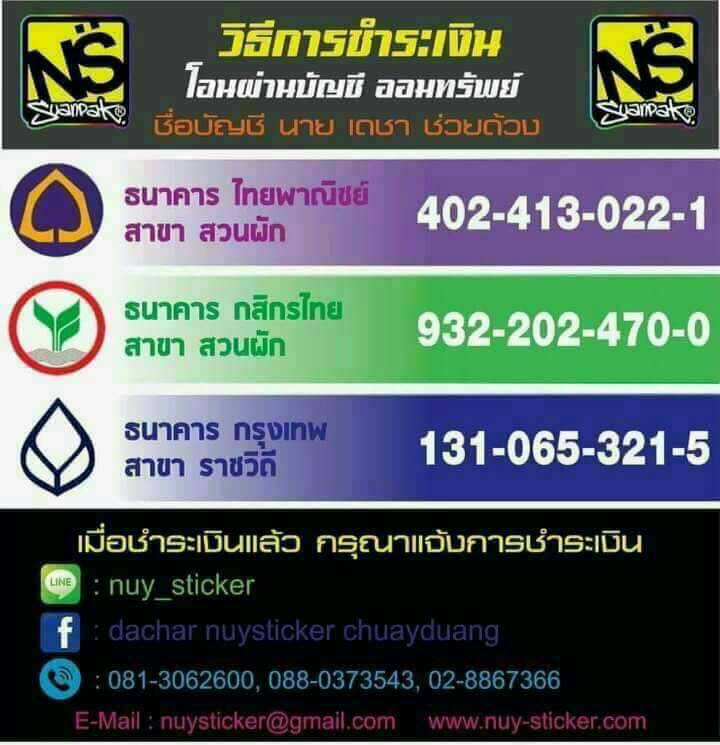 NS
Suanpak®
วิธีการชำระเงิน
โอนผ่านบัญชี ออมทรัพย์
ชื่อบัญชี นาย เดชา ช่วยด้วง
NS
Suanpak®
ธนาคาร ไทยพาณิชย์
สาขา สวนผัก
402-413-022-1
ธนาคาร กสิกรไทย
สาขา สวนผัก
932-202-470-0
ธนาคาร กรุงเทพ
สาขา ราชวิถี
131-065-321-5
เมื่อชำระเงินแล้ว กรุณาแจ้งการชำระเงิน
LINE : nuy_sticker
f : dachar nuysticker chuayduang
: 081-3062600, 088-0373543, 02-8867366
E-Mail : nuysticker@gmail.com www.nuy-sticker.com